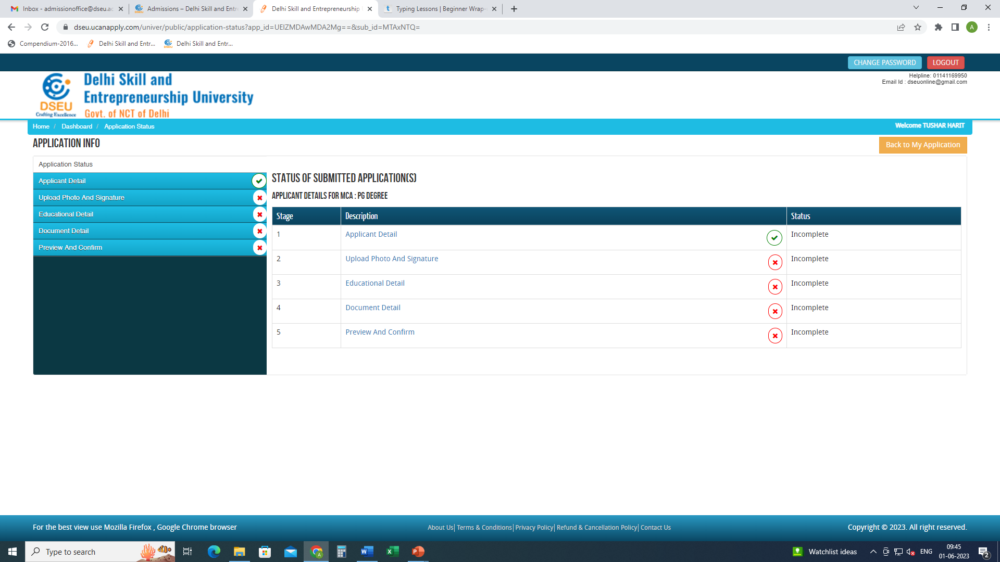 Inbox - admissionoffice@dseu.ac
Admissions – Delhi Skill and Entr
Delhi Skill and Entrepreneurship
Typing Lessons | Beginner Wrap-
dseu.ucanapply.com/univer/public/application-status?app_id=UElZMDAwMDA2Mg==&sub_id=MTAxNTQ=
A
Compendium-2016...
Delhi Skill and Entr...
Delhi Skill and Entr...
CHANGE PASSWORD
LOGOUT
Helpline: 01141169950
Email Id : dseuonline@gmail.com
DSEU
Crafting Excellence
Delhi Skill and
Entrepreneurship University
Govt. of NCT of Delhi
Home / Dashboard / Application Status
Welcome TUSHAR HARIT
APPLICATION INFO
Back to My Application
Application Status
Applicant Detail
Upload Photo And Signature
Educational Detail
Document Detail
Preview And Confirm
STATUS OF SUBMITTED APPLICATION(S)
APPLICANT DETAILS FOR MCA : PG DEGREE
Stage Description Status
1 Applicant Detail Incomplete
2 Upload Photo And Signature Incomplete
3 Educational Detail Incomplete
4 Document Detail Incomplete
5 Preview And Confirm Incomplete
For the best view use Mozilla Firefox , Google Chrome browser
About Us| Terms & Conditions| Privacy Policy| Refund & Cancellation Policy| Contact Us
Copyright © 2023. All right reserved.
Type to search
Watchlist ideas
ENG
09:45
01-06-2023
2